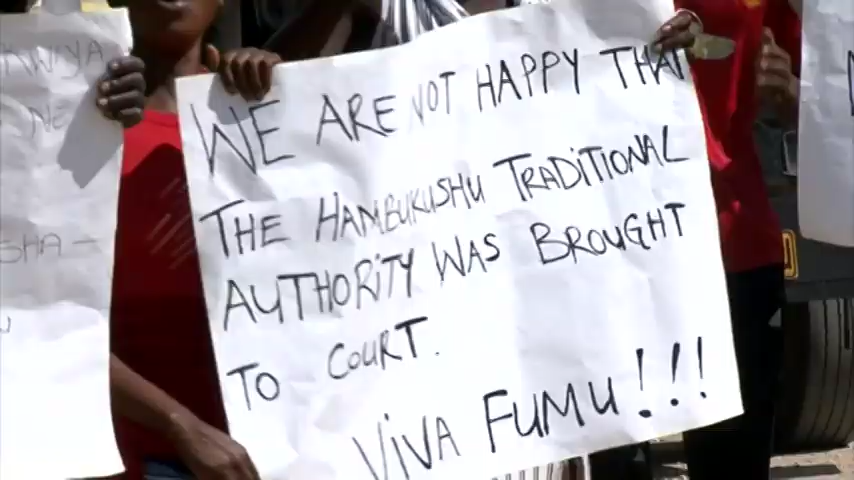 WE ARE NOT HAPPY THAT
THE HAMBUKUSHU TRADITIONAL
AUTHORITY WAS BROUGHT
TO COURT.
VIVA FUMU!!!